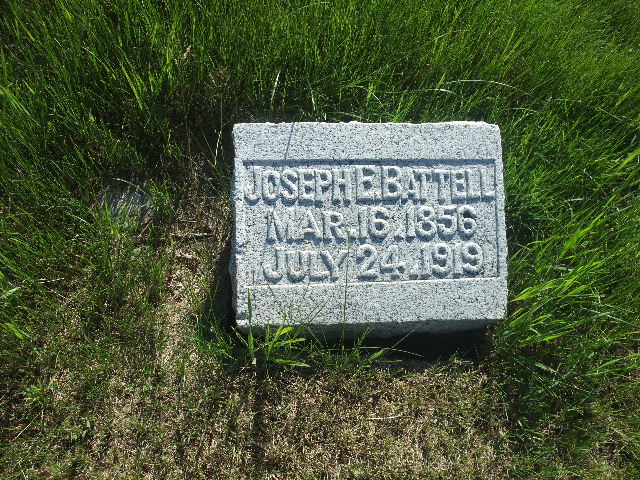 JOSEPH E. BATTELL
MAR. 16. 1856
JULY 24. 1919